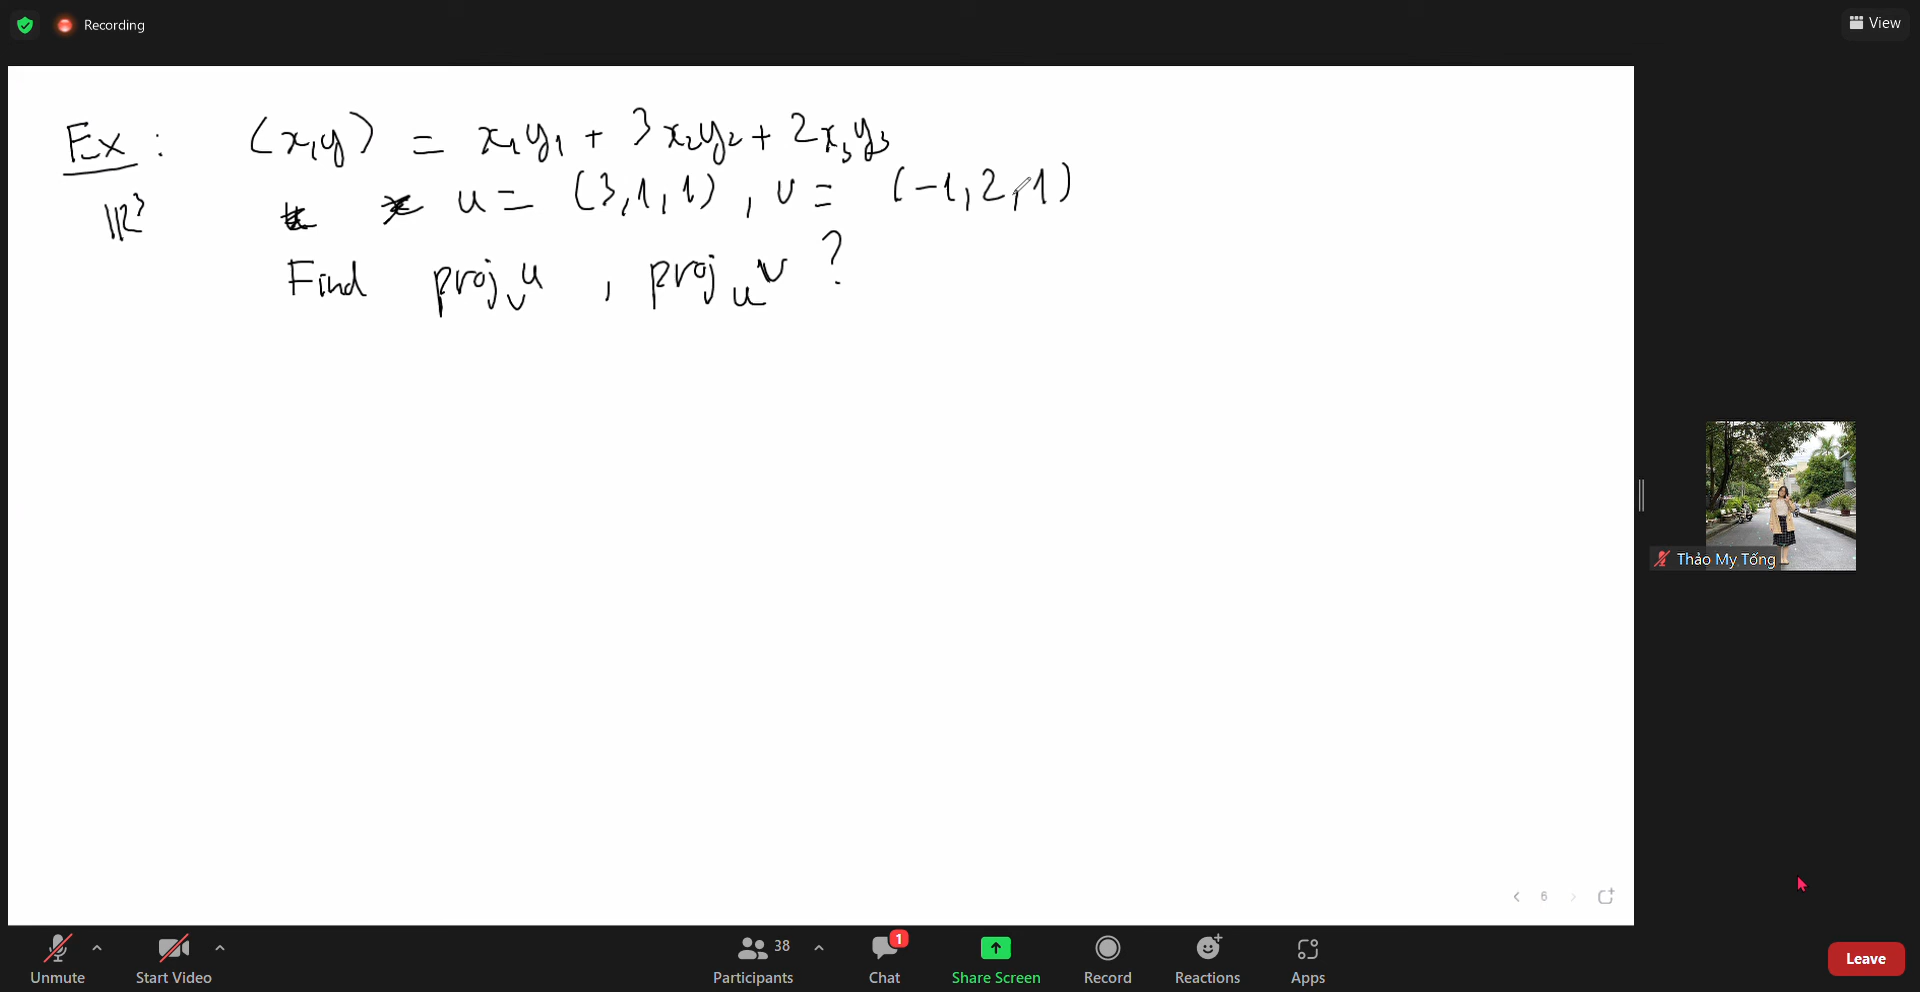 Recording
View
Ex : (x,y) = x₁y₁ + 3x₂y₂ + 2x₃y₃
ℝ³ u = (3,1,1) , v = (-1,2,1)
Find proj_v u , proj_u v ?
Thảo My Tống
6
Unmute
Start Video
38
Participants
1
Chat
Share Screen
Record
Reactions
Apps
Leave